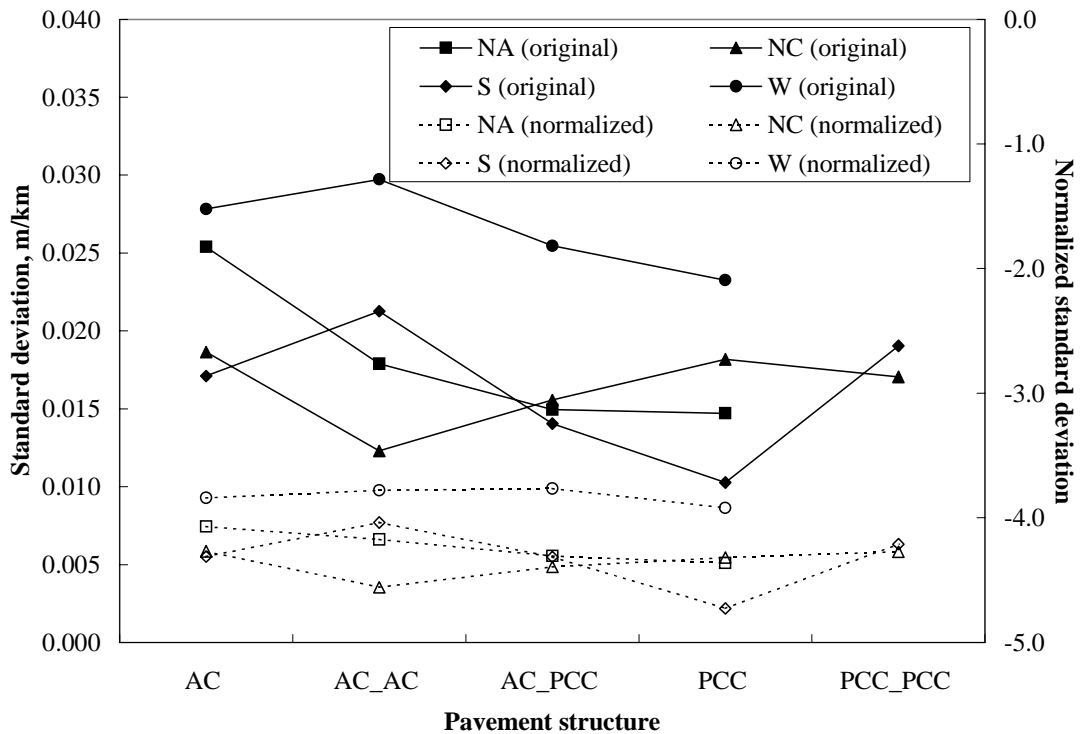 0.040
0.035
0.030
0.025
0.020
0.015
0.010
0.005
0.000
Standard deviation, m/km
NA (original)
NC (original)
S (original)
W (original)
NA (normalized)
NC (normalized)
S (normalized)
W (normalized)
0.0
-1.0
-2.0
-3.0
-4.0
-5.0
Normalized standard
deviation
AC
AC_AC
AC_PCC
PCC
PCC_PCC
Pavement structure